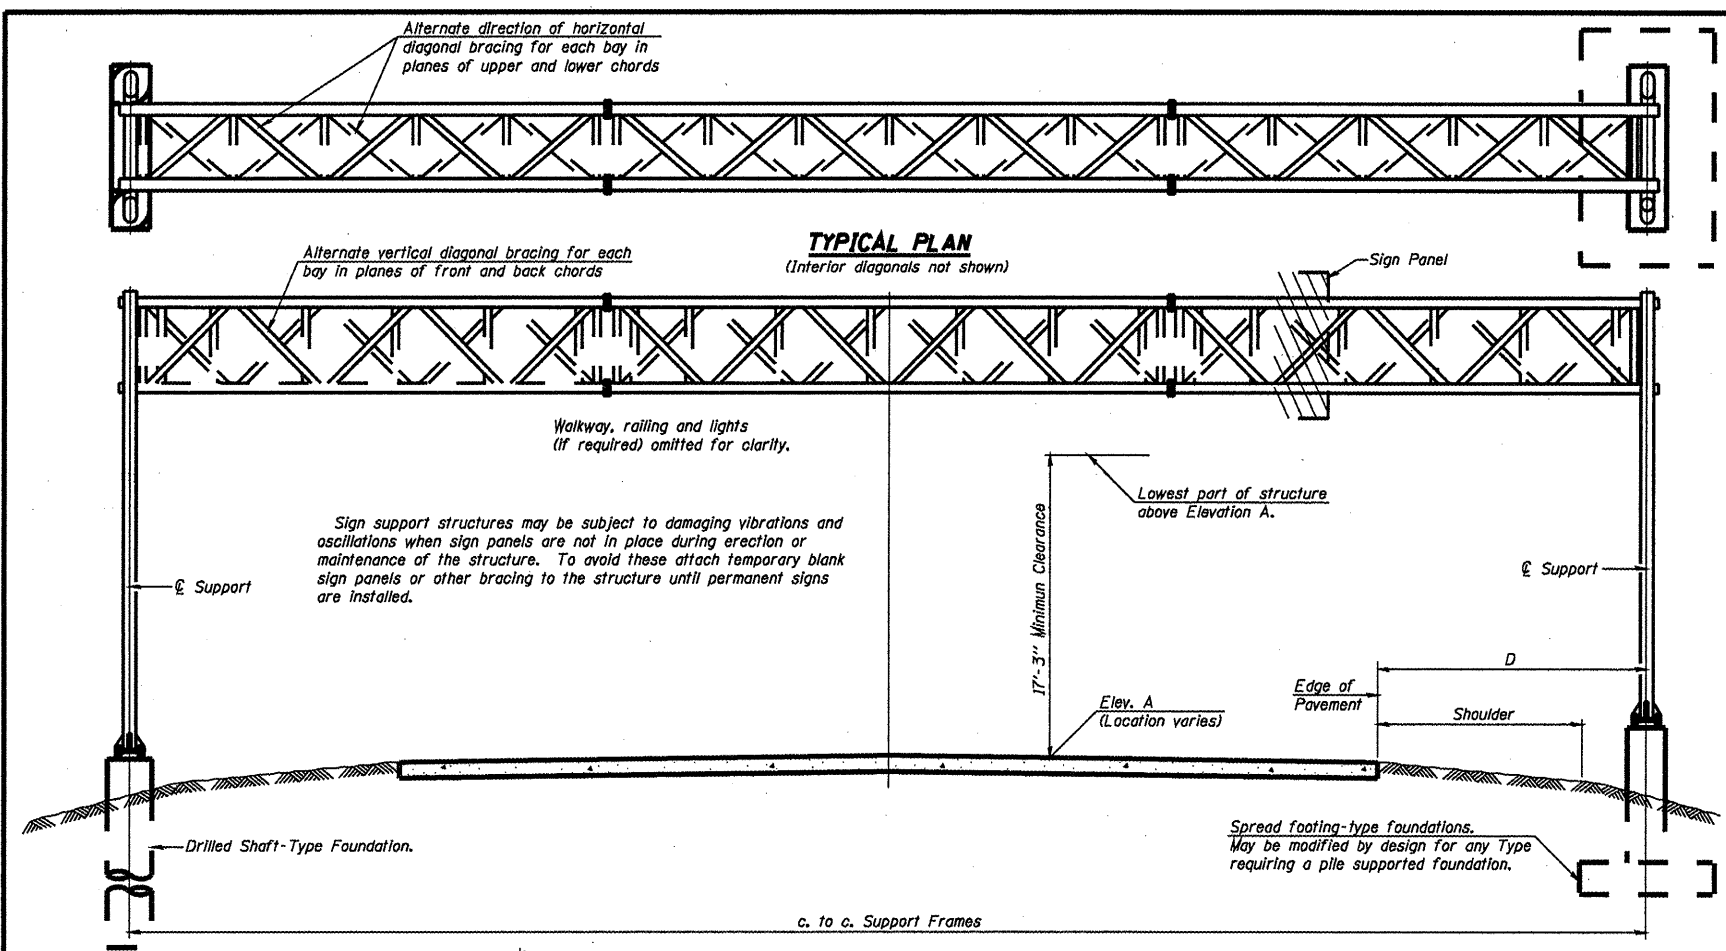 Alternate direction of horizontal
diagonal bracing for each bay in
planes of upper and lower chords
TYPICAL PLAN
(Interior diagonals not shown)
Alternate vertical diagonal bracing for each
bay in planes of front and back chords
Sign Panel
Walkway, railing and lights
(if required) omitted for clarity.
Lowest part of structure
above Elevation A.
17'-3" Minimun Clearance
Sign support structures may be subject to damaging vibrations and
oscillations when sign panels are not in place during erection or
maintenance of the structure. To avoid these attach temporary blank
sign panels or other bracing to the structure until permanent signs
are installed.
℄ Support
℄ Support
D
Edge of
Pavement
Shoulder
Elev. A
(Location varies)
Drilled Shaft-Type Foundation.
Spread footing-type foundations.
May be modified by design for any Type
requiring a pile supported foundation.
c. to c. Support Frames